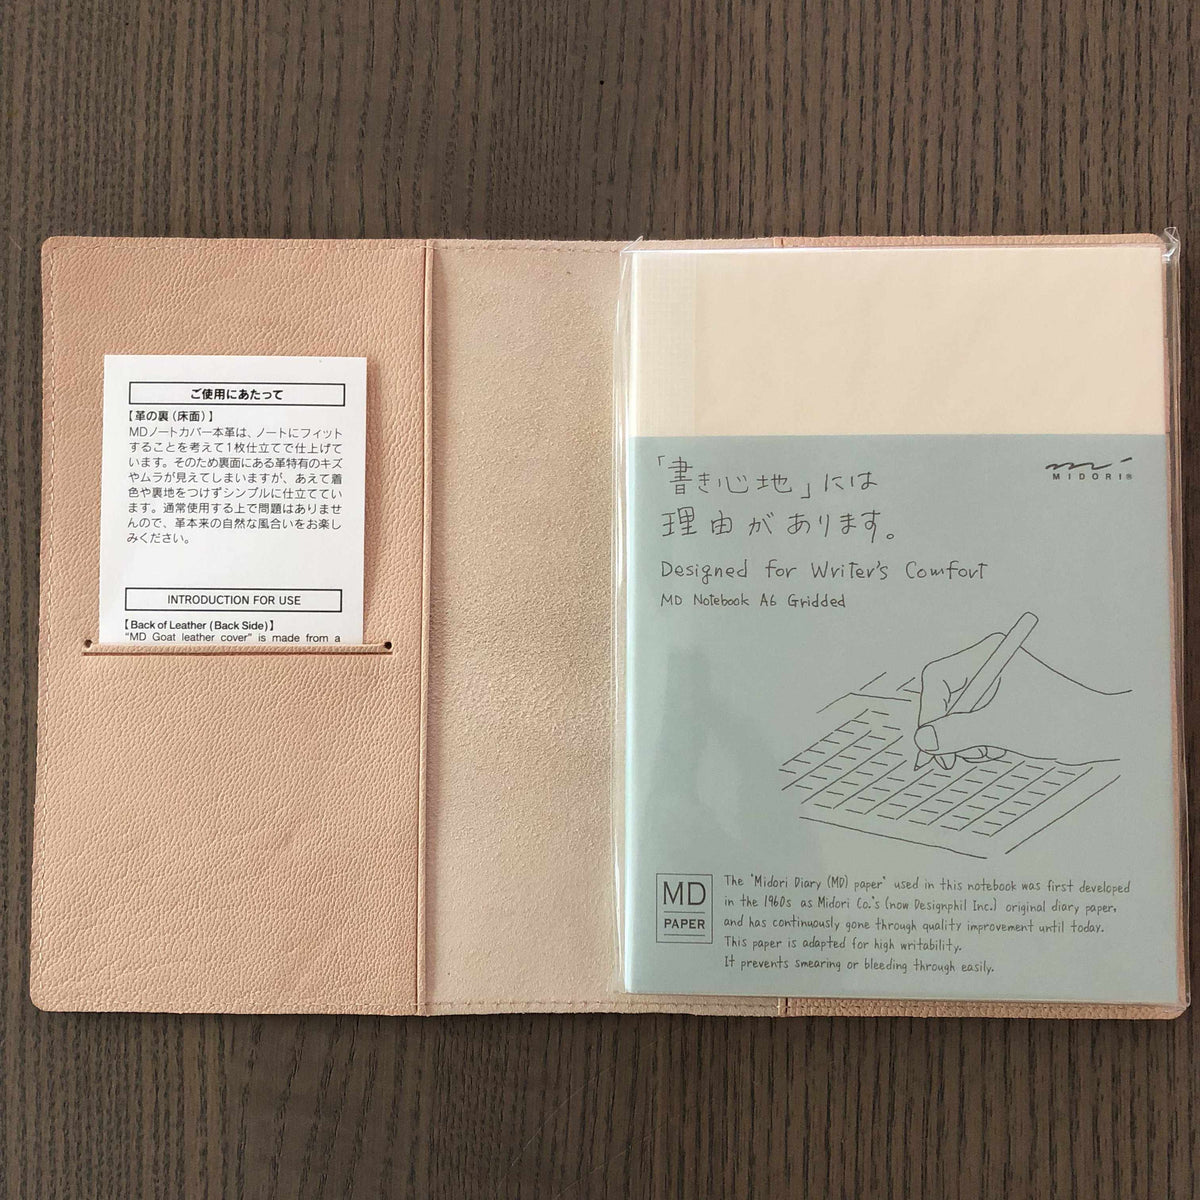 ご使用にあたって
【革の裏（床面）】
MDノートカバー本革は、ノートにフィット
することを考えて1枚仕立てで仕上げて
います。そのため裏面にある革特有のキズ
やムラが見えてしまいますが、あえて着
色や裏地をつけずシンプルに仕立ててい
ます。通常使用する上で問題はありませ
んので、革本来の自然な風合いをお楽し
みください。
INTRODUCTION FOR USE
【Back of Leather (Back Side)】
"MD Goat leather cover" is made from a
「書き心地」には
理由があります。
MIDORI®
Designed for Writer's Comfort
MD Notebook A6 Gridded
MD
PAPER
The "Midori Diary (MD) paper" used in this notebook was first developed
in the 1960s as Midori Co.'s (now Designphil Inc.) original diary paper,
and has continuously gone through quality improvement until today.
This paper is adapted for high writability.
It prevents smearing or bleeding through easily.